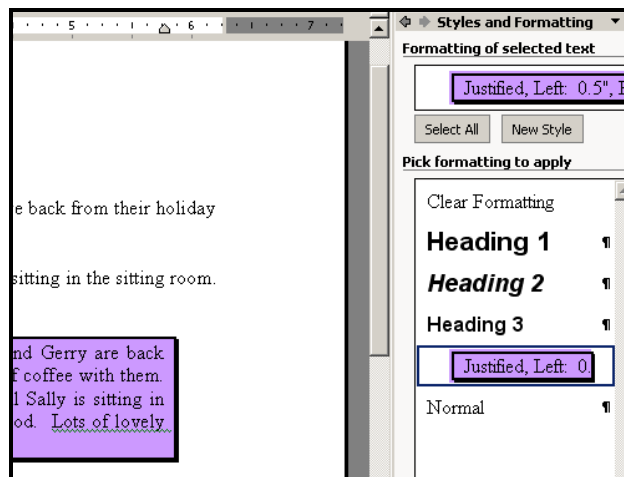 5 6 7
Styles and Formatting
Formatting of selected text
Justified, Left: 0.5",
Select All New Style
Pick formatting to apply
Clear Formatting
Heading 1 ¶
Heading 2 ¶
Heading 3 ¶
Justified, Left: 0.
Normal ¶
e back from their holiday
sitting in the sitting room.
nd Gerry are back
f coffee with them.
l Sally is sitting in
od. Lots of lovely